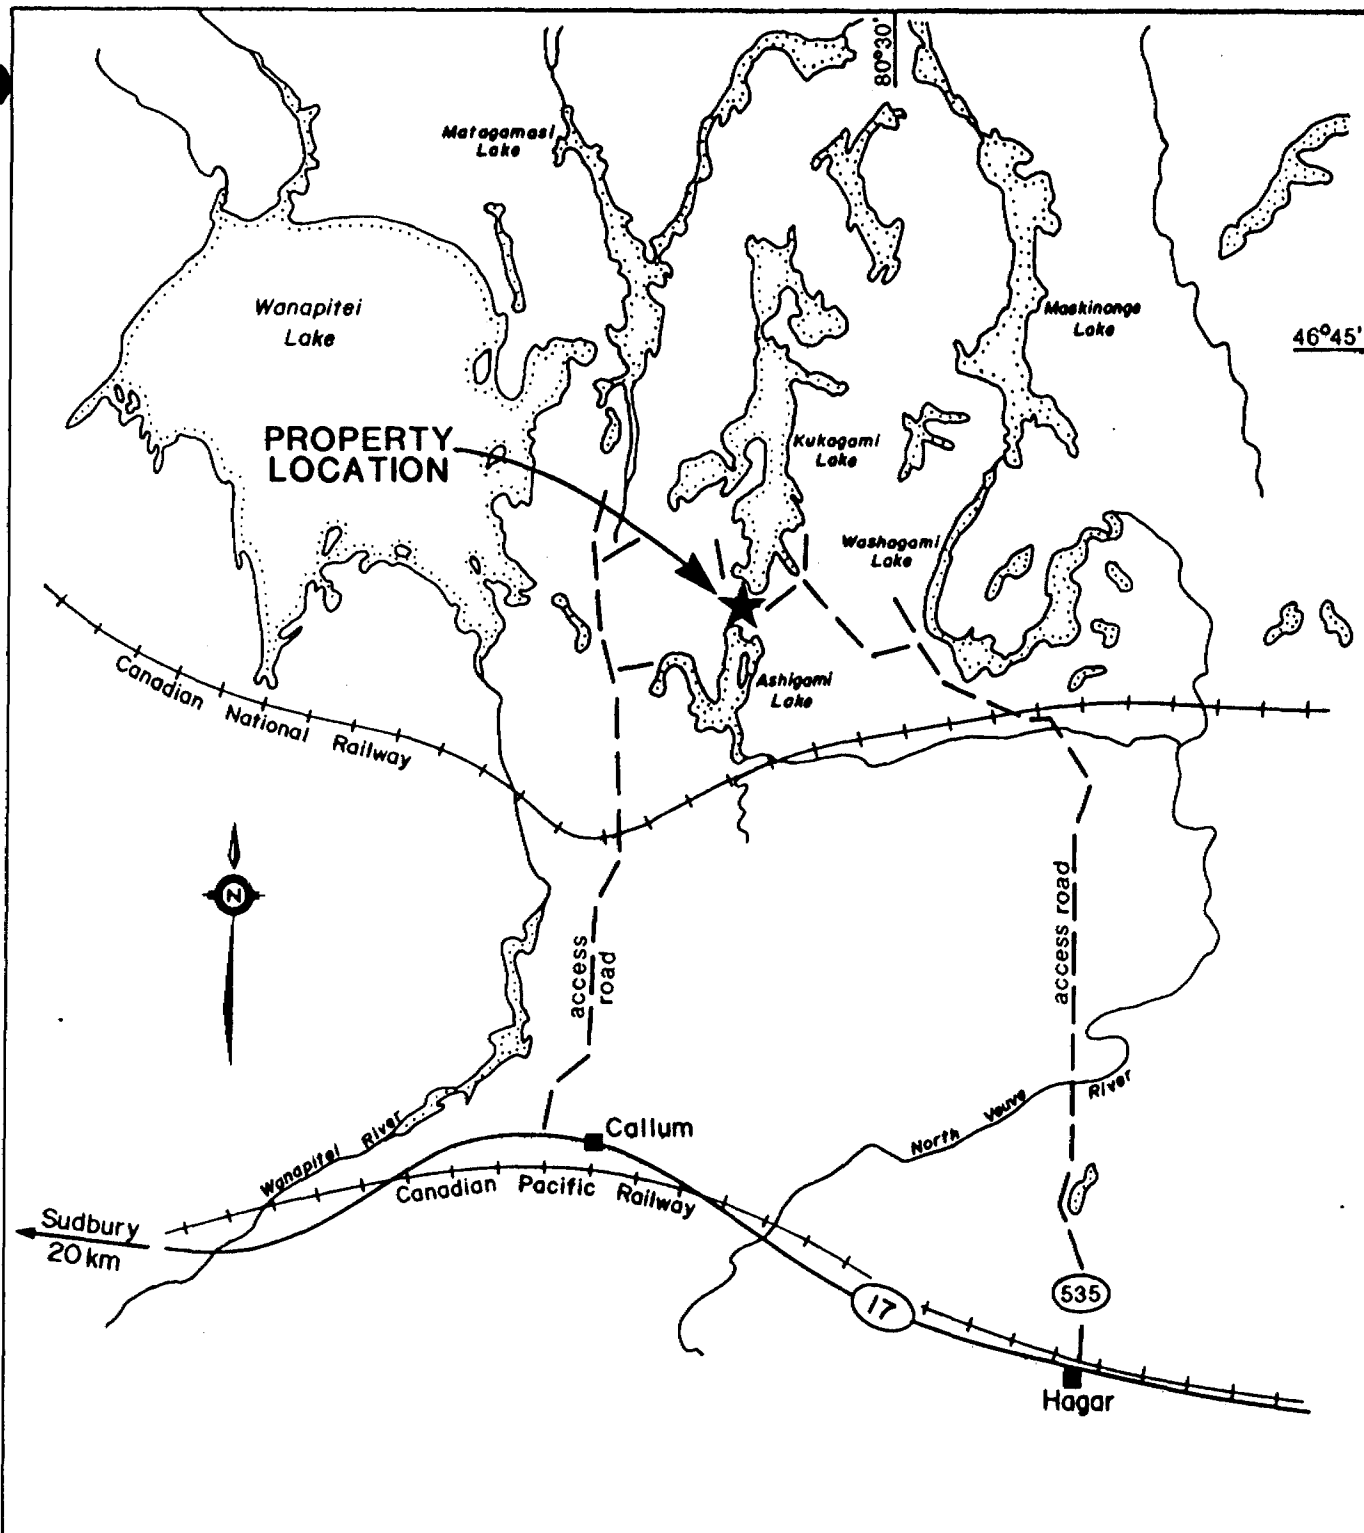 80°30'
Matagamasi
Lake
Wanapitei
Lake
Maskinonge
Lake
46°45'
PROPERTY
LOCATION
Kukagami
Lake
Washagami
Lake
Ashigami
Lake
Canadian National Railway
N
access
road
access road
Wanapitei River
Callum
North Veuve River
Canadian Pacific Railway
Sudbury
20 km
17
535
Hagar